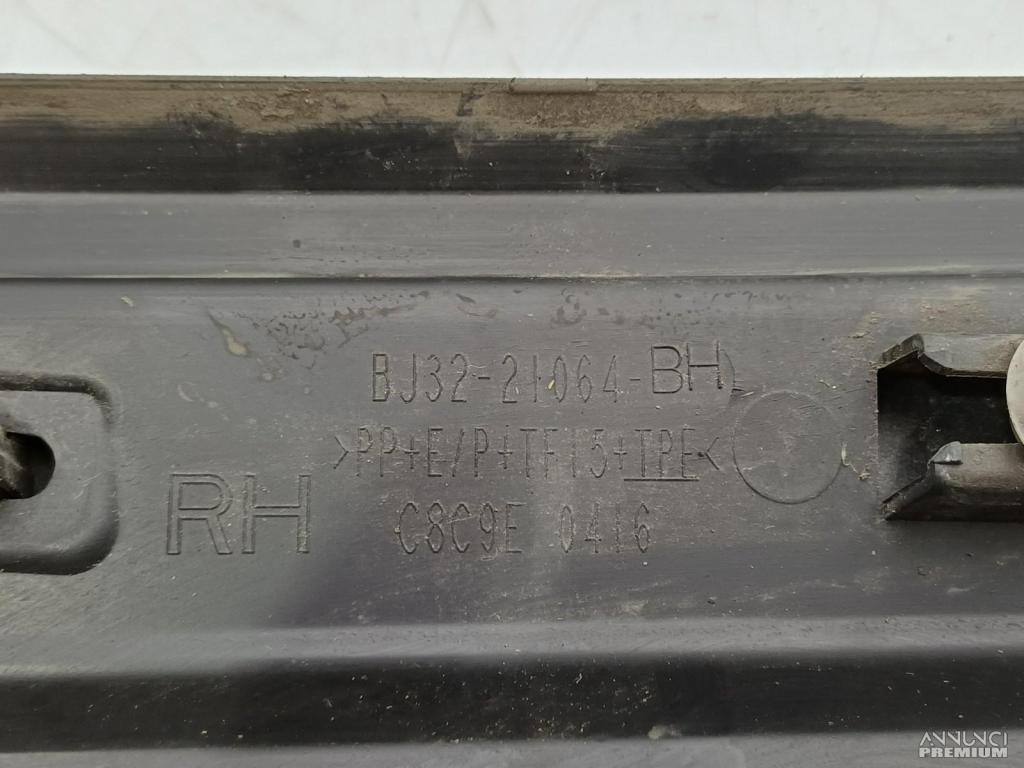 BJ32-21064-BH
>PP+E/P+TF15+TPE<
RH
C8C9E 0416
ANNUNCI
PREMIUM